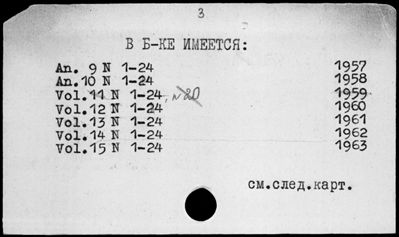 3
В Б-КЕ ИМЕЕТСЯ:
An. 9 N 1-24 1957
An. 10 N 1-24 1958
Vol. 11 N 1-24, N20 1959
Vol. 12 N 1-24 1960
Vol. 13 N 1-24 1961
Vol. 14 N 1-24 1962
Vol. 15 N 1-24 1963
см.след.карт.